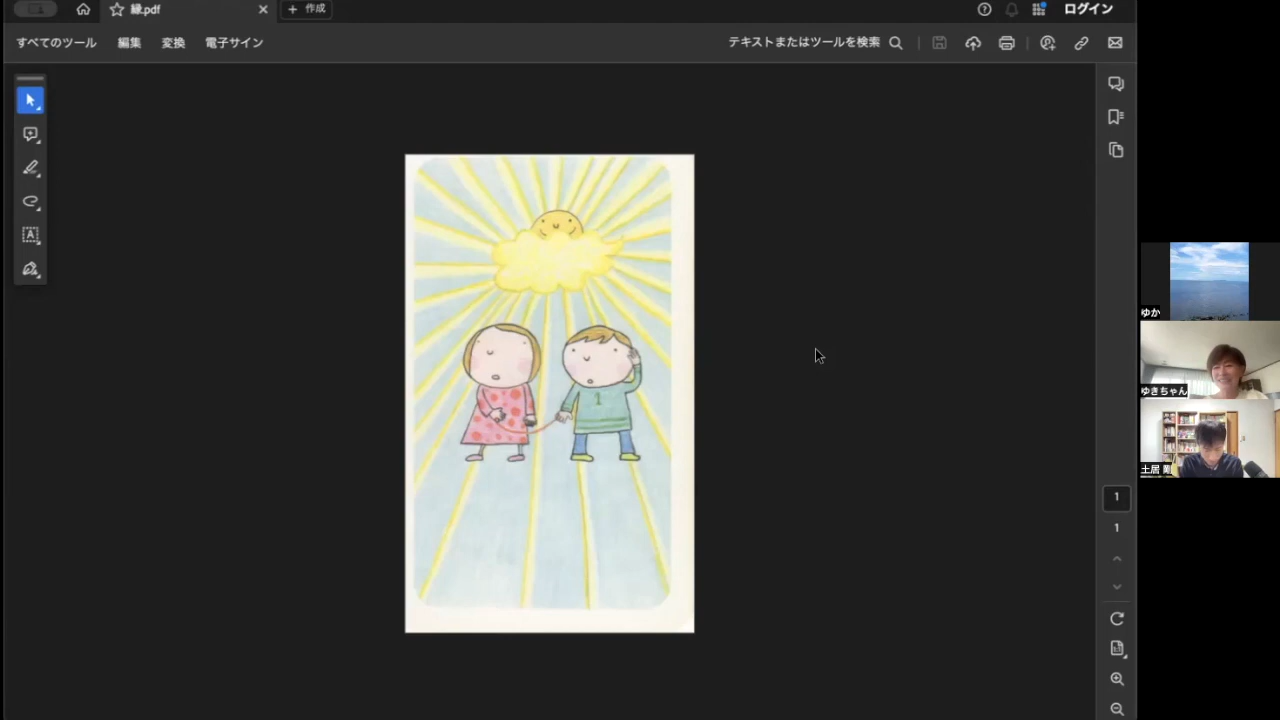 縁.pdf
作成
ログイン
すべてのツール
編集
変換
電子サイン
テキストまたはツールを検索
1
ゆか
ゆきちゃん
土居 剛
1
1